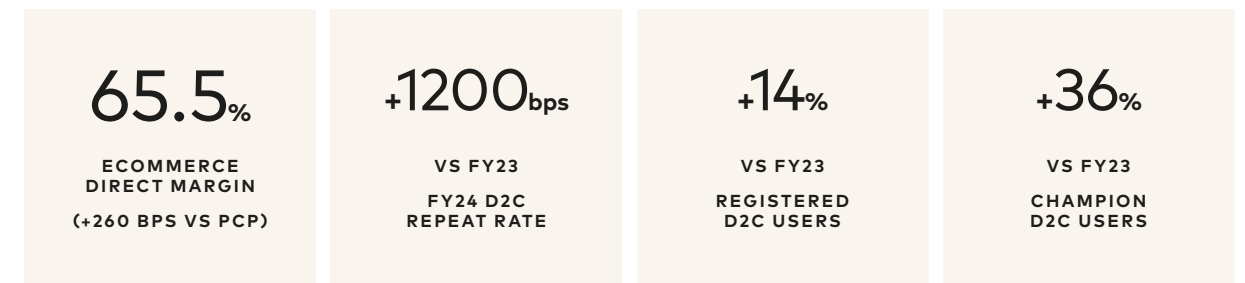 65.5%
ECOMMERCE
DIRECT MARGIN
(+260 BPS VS PCP)
+1200bps
VS FY23
FY24 D2C
REPEAT RATE
+14%
VS FY23
REGISTERED
D2C USERS
+36%
VS FY23
CHAMPION
D2C USERS